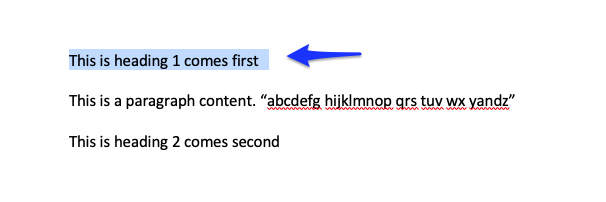 This is heading 1 comes first
This is a paragraph content. “abcdefg hijklmnop qrs tuv wx yandz”
This is heading 2 comes second